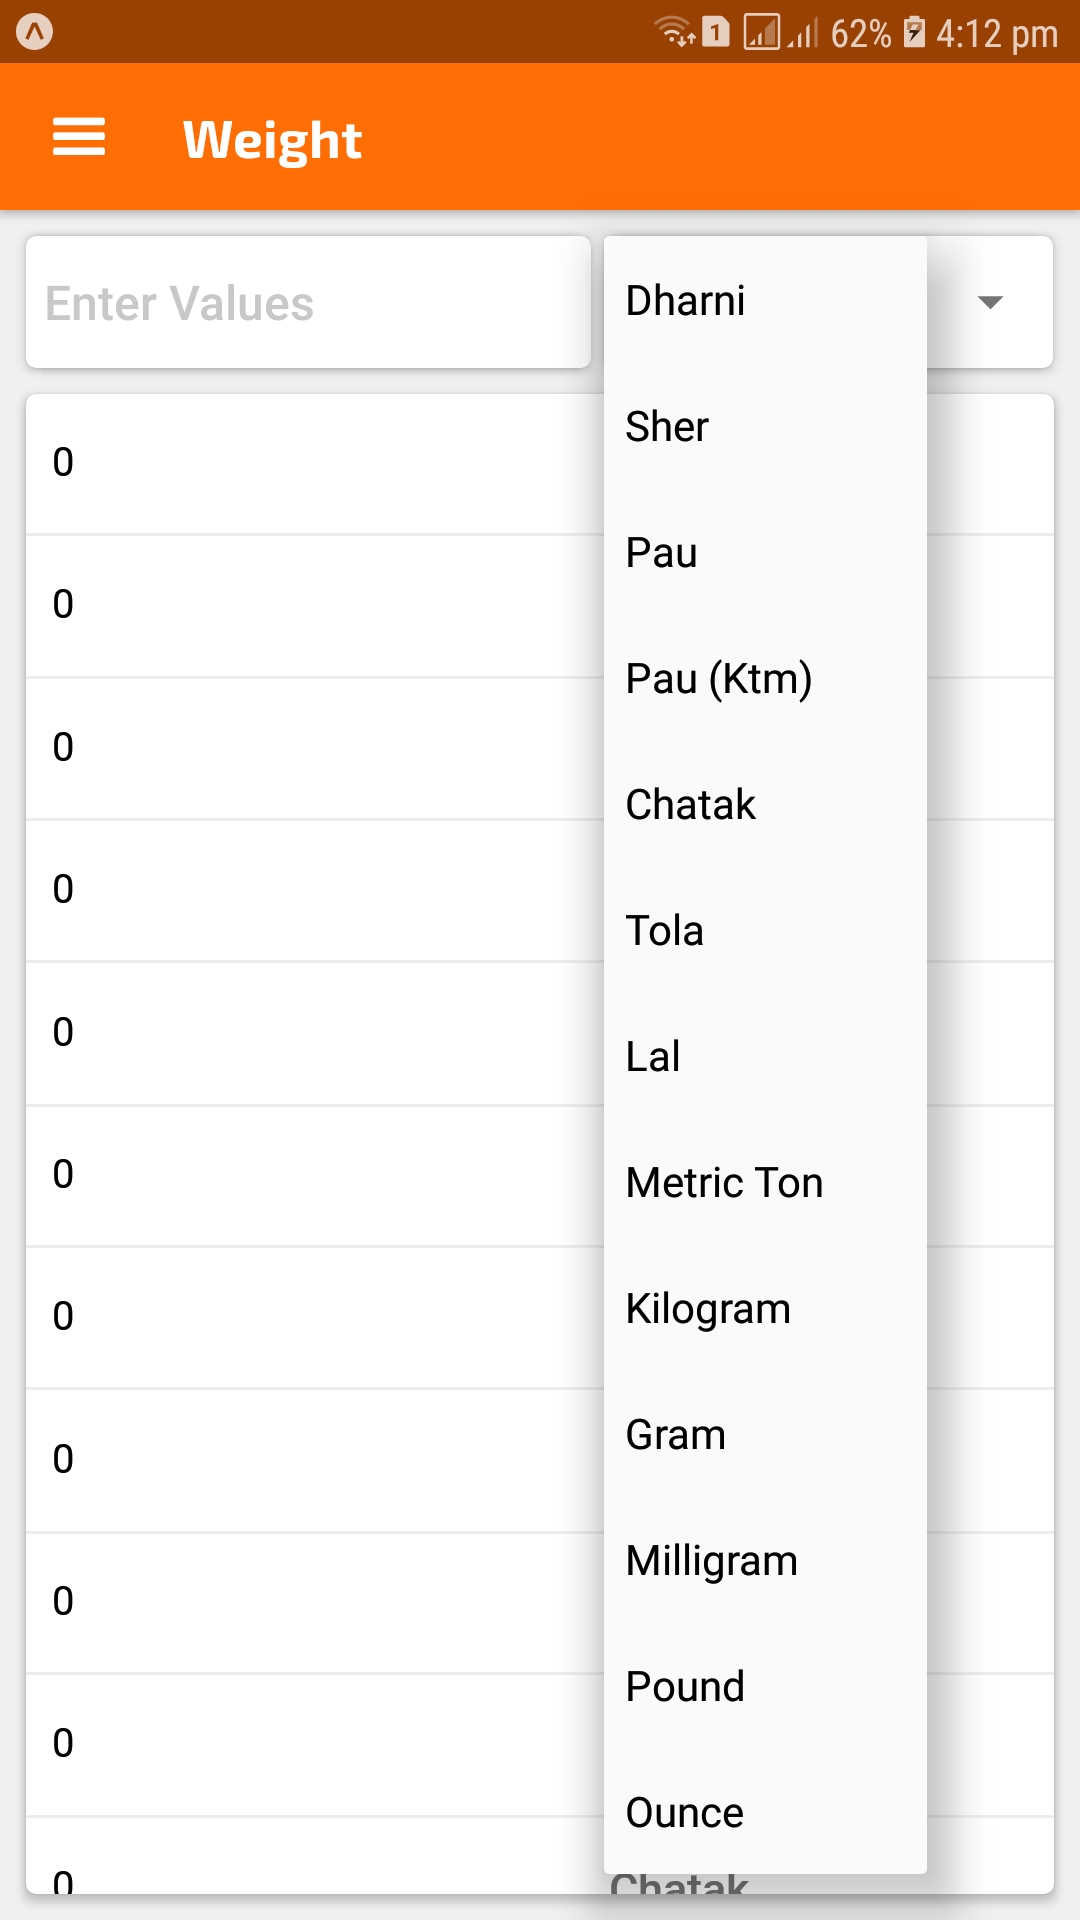 1 62% 4:12 pm
Weight
Enter Values
Dharni
0
Sher
Pau
0
Pau (Ktm)
0
Chatak
0
Tola
0
Lal
0
Metric Ton
Kilogram
0
Gram
0
Milligram
0
Pound
0
Ounce
0
Chatak